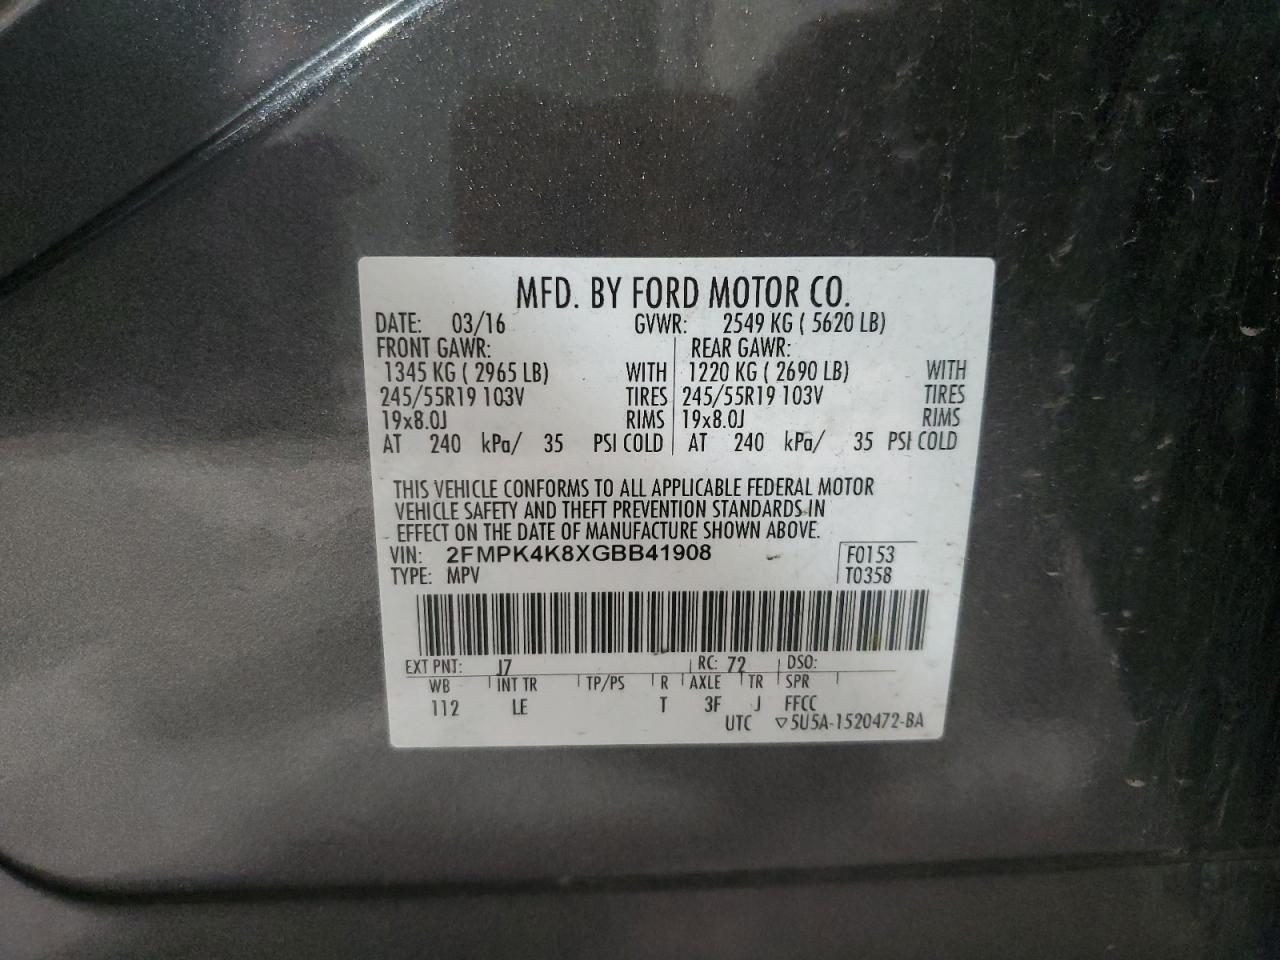 MFD. BY FORD MOTOR CO.
DATE: 03/16 GVWR: 2549 KG ( 5620 LB)
FRONT GAWR: REAR GAWR:
1345 KG ( 2965 LB) WITH 1220 KG ( 2690 LB) WITH
245/55R19 103V TIRES 245/55R19 103V TIRES
19x8.0J RIMS 19x8.0J RIMS
AT 240 kPa/ 35 PSI COLD AT 240 kPa/ 35 PSI COLD
THIS VEHICLE CONFORMS TO ALL APPLICABLE FEDERAL MOTOR
VEHICLE SAFETY AND THEFT PREVENTION STANDARDS IN
EFFECT ON THE DATE OF MANUFACTURE SHOWN ABOVE.
VIN: 2FMPK4K8XGBB41908 F0153
TYPE: MPV T0358
EXT PNT: J7 RC: 72 DSO:
WB INT TR TP/PS R AXLE TR SPR
112 LE T 3F J FFCC
UTC ▽5U5A-1520472-BA